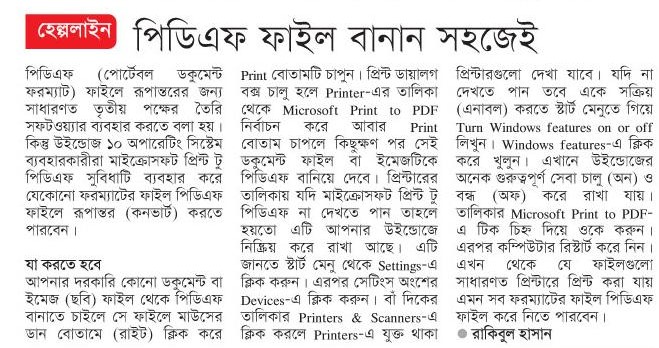 হেল্পলাইন
পিডিএফ ফাইল বানান সহজেই
পিডিএফ (পোর্টেবল ডকুমেন্ট
ফরম্যাট) ফাইলে রূপান্তরের জন্য
সাধারণত তৃতীয় পক্ষের তৈরি
সফটওয়্যার ব্যবহার করতে বলা হয়।
কিন্তু উইন্ডোজ ১০ অপারেটিং সিস্টেম
ব্যবহারকারীরা মাইক্রোসফট প্রিন্ট টু
পিডিএফ সুবিধাটি ব্যবহার করে
যেকোনো ফরম্যাটের ফাইল পিডিএফ
ফাইলে রূপান্তর (কনভার্ট) করতে
পারবেন।
যা করতে হবে
আপনার দরকারি কোনো ডকুমেন্ট বা
ইমেজ (ছবি) ফাইল থেকে পিডিএফ
বানাতে চাইলে সে ফাইলে মাউসের
ডান বোতামে (রাইট) ক্লিক করে
Print বোতামটি চাপুন। প্রিন্ট ডায়ালগ
বক্স চালু হলে Printer-এর তালিকা
থেকে Microsoft Print to PDF
নির্বাচন করে আবার Print
বোতাম চাপলে কিছুক্ষণ পর সেই
ডকুমেন্ট ফাইল বা ইমেজটিকে
পিডিএফ বানিয়ে দেবে। প্রিন্টারের
তালিকায় যদি মাইক্রোসফট প্রিন্ট টু
পিডিএফ না দেখতে পান তাহলে
হয়তো এটি আপনার উইন্ডোজে
নিষ্ক্রিয় করে রাখা আছে। এটি
জানতে স্টার্ট মেনু থেকে Settings-এ
ক্লিক করুন। এরপর সেটিংস অংশের
Devices-এ ক্লিক করুন। বাঁ দিকের
তালিকার Printers & Scanners-এ
ক্লিক করলে Printers-এ যুক্ত থাকা
প্রিন্টারগুলো দেখা যাবে। যদি না
দেখতে পান তবে একে সক্রিয়
(এনাবল) করতে স্টার্ট মেনুতে গিয়ে
Turn Windows features on or off
লিখুন। Windows features-এ ক্লিক
করে খুলুন। এখানে উইন্ডোজের
অনেক গুরুত্বপূর্ণ সেবা চালু (অন) ও
বন্ধ (অফ) করে রাখা যায়।
তালিকার Microsoft Print to PDF-
এ টিক চিহ্ন দিয়ে ওকে করুন।
এরপর কম্পিউটার রিস্টার্ট করে নিন।
এখন থেকে যে ফাইলগুলো
সাধারণত প্রিন্টারে প্রিন্ট করা যায়
এমন সব ফরম্যাটের ফাইল পিডিএফ
ফাইল করে নিতে পারবেন।
● রাকিবুল হাসান